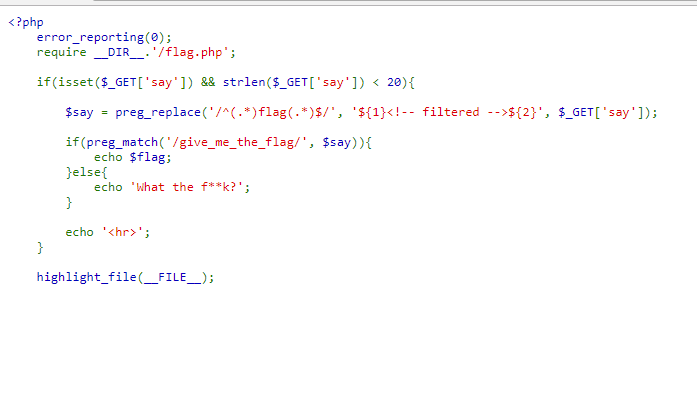 <?php
error_reporting(0);
require __DIR__.'/flag.php';
if(isset($_GET['say']) && strlen($_GET['say']) < 20){
$say = preg_replace('/^(.*)flag(.*)$/', '${1}<!-- filtered -->${2}', $_GET['say']);
if(preg_match('/give_me_the_flag/', $say)){
echo $flag;
}else{
echo 'What the f**k?';
}
echo '<hr>';
}
highlight_file(__FILE__);